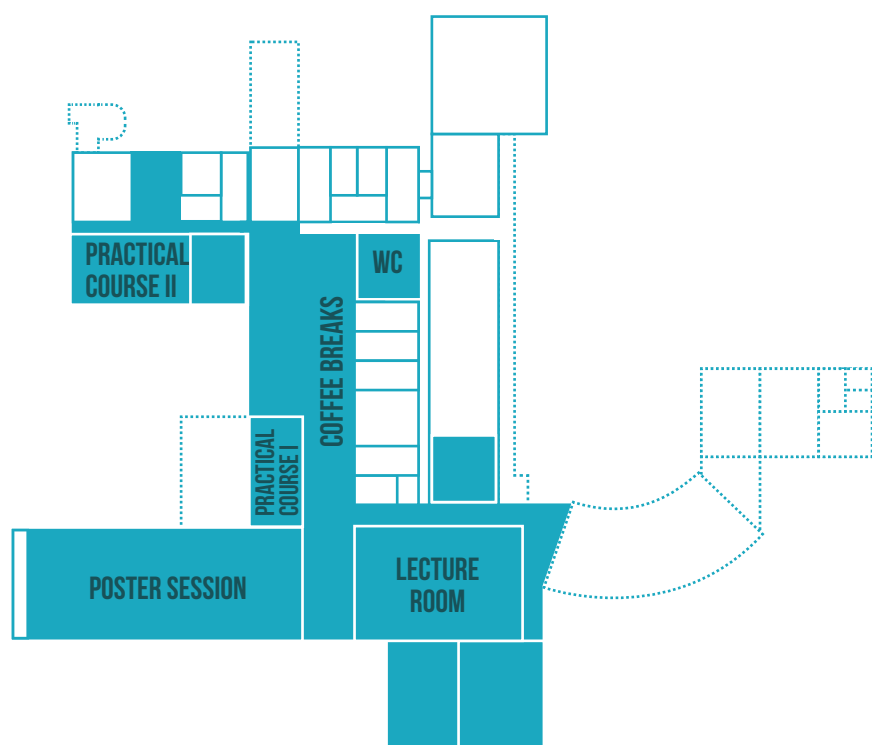 PRACTICAL
COURSE II
WC
COFFEE BREAKS
PRACTICAL
COURSE I
POSTER SESSION
LECTURE
ROOM